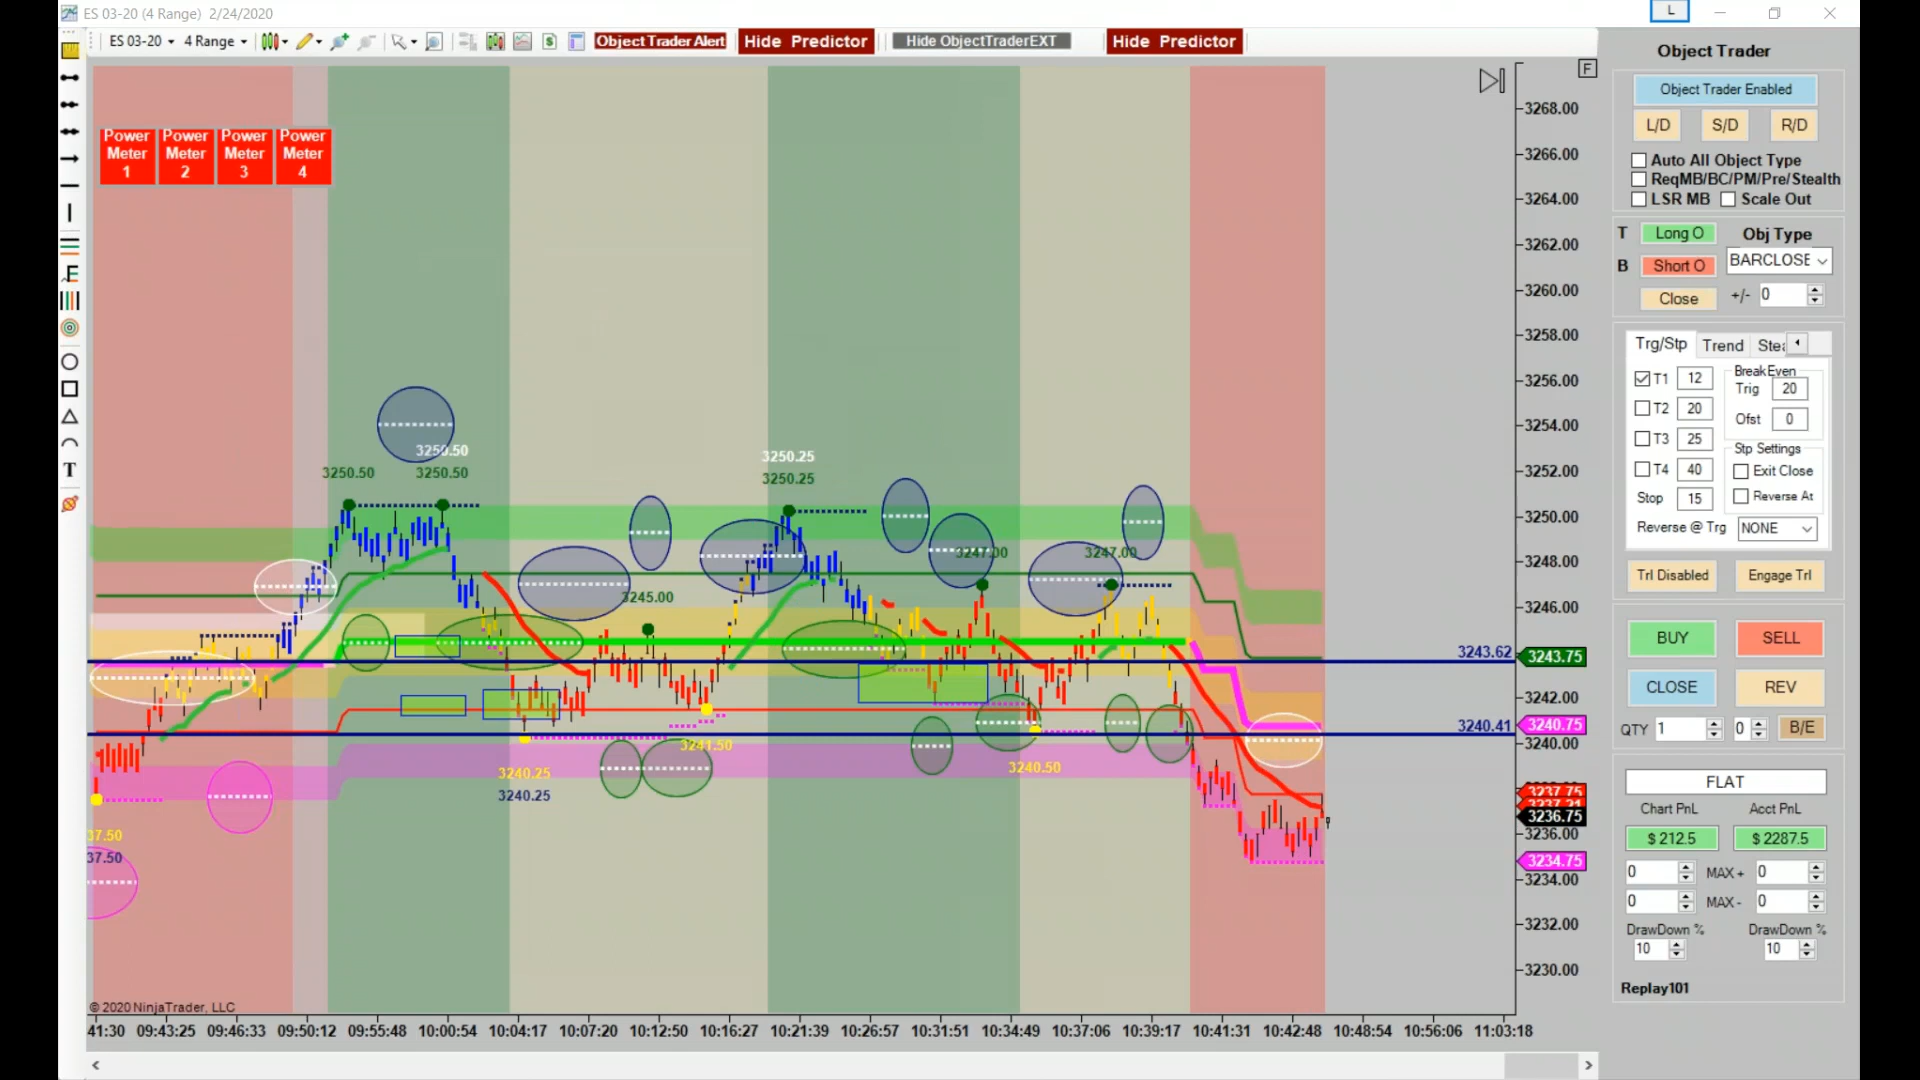 ES 03-20 (4 Range)  2/24/2020
L
ES 03-20
4 Range
Object Trader Alert
Hide Predictor
Hide ObjectTraderEXT
Hide Predictor
Power Meter 1
Power Meter 2
Power Meter 3
Power Meter 4
F
3268.00
3266.00
3264.00
3262.00
3260.00
3258.00
3256.00
3254.00
3252.00
3250.00
3248.00
3246.00
3243.75
3242.00
3240.75
3240.00
3237.75
3236.75
3236.00
3234.75
3234.00
3232.00
3230.00
3243.62
3240.41
3250.50
3250.50
3250.50
3250.25
3250.25
3245.00
3247.00
3247.00
3241.50
3240.25
3240.25
3240.50
37.50
37.50
© 2020 NinjaTrader, LLC
41:30 09:43:25 09:46:33 09:50:12 09:55:48 10:00:54 10:04:17 10:07:20 10:12:50 10:16:27 10:21:39 10:26:57 10:31:51 10:34:49 10:37:06 10:39:17 10:41:31 10:42:48 10:48:54 10:56:06 11:03:18
Object Trader
Object Trader Enabled
L/D S/D R/D
Auto All Object Type
ReqMB/BC/PM/Pre/Stealth
LSR MB Scale Out
T Long O Obj Type
B Short O BARCLOSE
Close +/- 0
Trg/Stp Trend Stea
T1 12
T2 20
T3 25
T4 40
Stop 15
BreakEven
Trig 20
Ofst 0
Stp Settings
Exit Close
Reverse At
Reverse @ Trg NONE
Trl Disabled Engage Trl
BUY SELL
CLOSE REV
QTY 1 0 B/E
FLAT
Chart PnL Acct PnL
$ 212.5 $ 2287.5
0 MAX + 0
0 MAX - 0
DrawDown % DrawDown %
10 10
Replay101